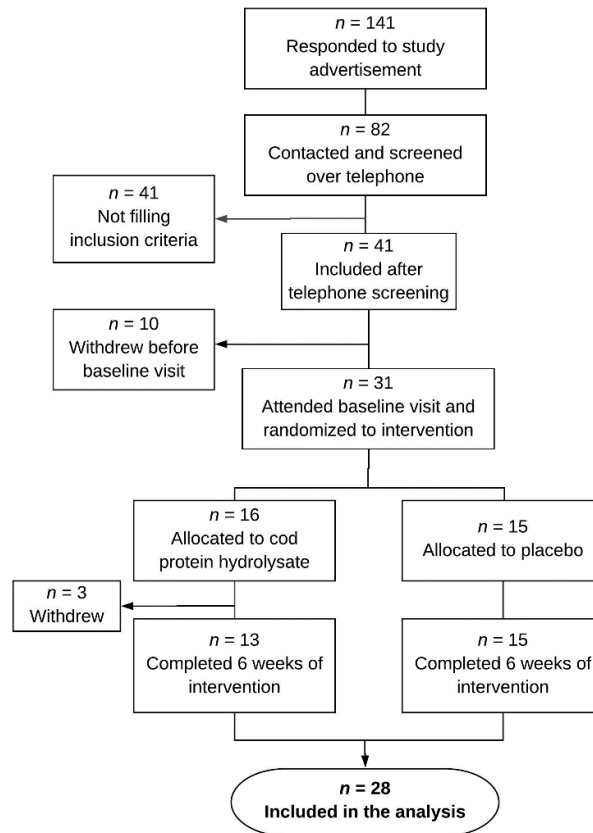 n = 141
Responded to study
advertisement
n = 82
Contacted and screened
over telephone
n = 41
Not filling
inclusion criteria
n = 41
Included after
telephone screening
n = 10
Withdrew before
baseline visit
n = 31
Attended baseline visit and
randomized to intervention
n = 16
Allocated to cod
protein hydrolysate
n = 15
Allocated to placebo
n = 3
Withdrew
n = 13
Completed 6 weeks of
intervention
n = 15
Completed 6 weeks of
intervention
n = 28
Included in the analysis